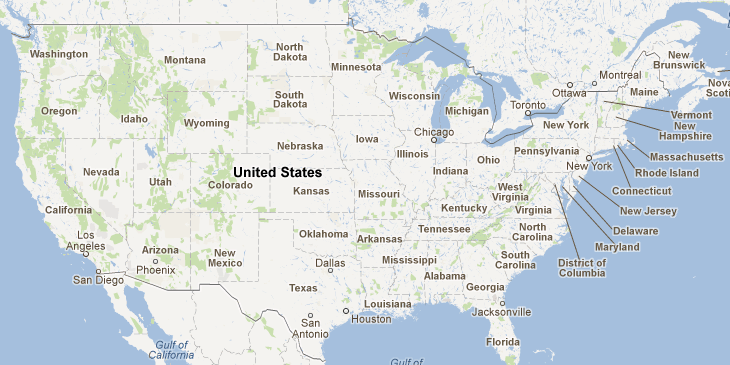 Washington
Montana
North
Dakota
Minnesota
Ottawa
Montreal
New
Brunswick
Maine
Nova
Scoti
Oregon
Idaho
Wyoming
South
Dakota
Wisconsin
Michigan
Toronto
Vermont
New
Hampshire
New York
Massachusetts
Rhode Island
Connecticut
Nebraska
Iowa
Chicago
Illinois
Indiana
Ohio
Pennsylvania
New York
New Jersey
Delaware
Maryland
District of
Columbia
Nevada
Utah
Colorado
United States
Kansas
Missouri
West
Virginia
Virginia
Kentucky
California
Los
Angeles
San Diego
Arizona
Phoenix
New
Mexico
Oklahoma
Arkansas
Tennessee
North
Carolina
South
Carolina
Dallas
Texas
Mississippi
Alabama
Georgia
Louisiana
Houston
San
Antonio
Jacksonville
Florida
Gulf of
California
Gulf of